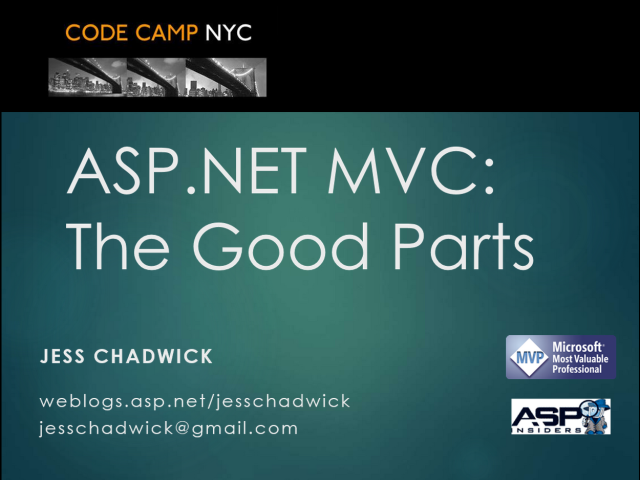 CODE CAMP NYC
ASP.NET MVC:
The Good Parts
JESS CHADWICK
weblogs.asp.net/jesschadwick
jesschadwick@gmail.com
MVP
Microsoft®
Most Valuable
Professional
ASP
INSIDERS